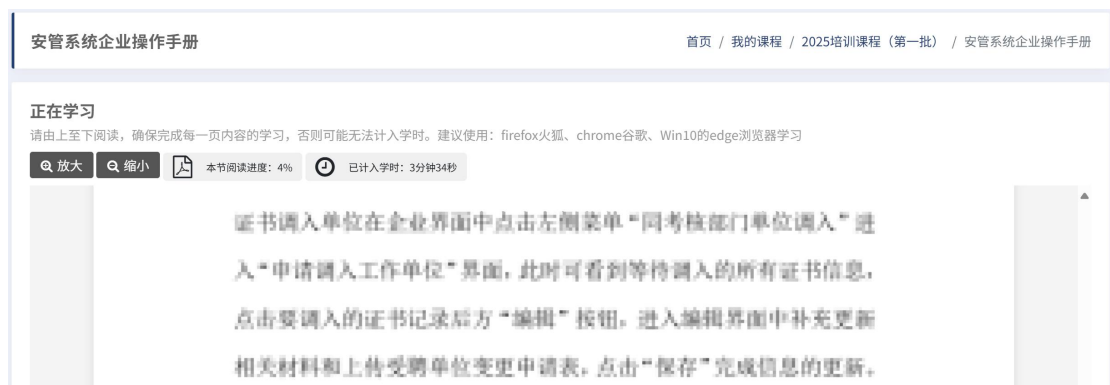 安管系统企业操作手册
首页 / 我的课程 / 2025培训课程（第一批） / 安管系统企业操作手册
正在学习
请由上至下阅读，确保完成每一页内容的学习，否则可能无法计入学时。建议使用：firefox火狐、chrome谷歌、Win10的edge浏览器学习
放大 缩小 本节阅读进度：4% 已计入学时：3分钟34秒
证书调入单位在企业界面中点击左侧菜单“同考核部门单位调入”进
入“申请调入工作单位”界面，此时可看到等待调入的所有证书信息，
点击要调入的证书记录后方“编辑”按钮，进入编辑界面中补充更新
相关材料和上传受聘单位变更申请表，点击“保存”完成信息的更新。